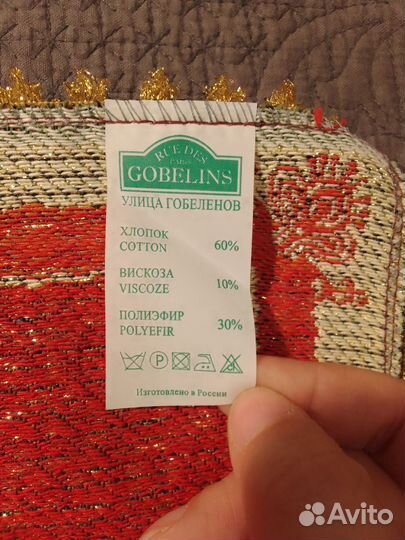 RUE DES
PARIS
GOBELINS
УЛИЦА ГОБЕЛЕНОВ
ХЛОПОК
COTTON 60%
ВИСКОЗА
VISCOZE 10%
ПОЛИЭФИР
POLYEFIR 30%
P
Изготовлено в России
Avito